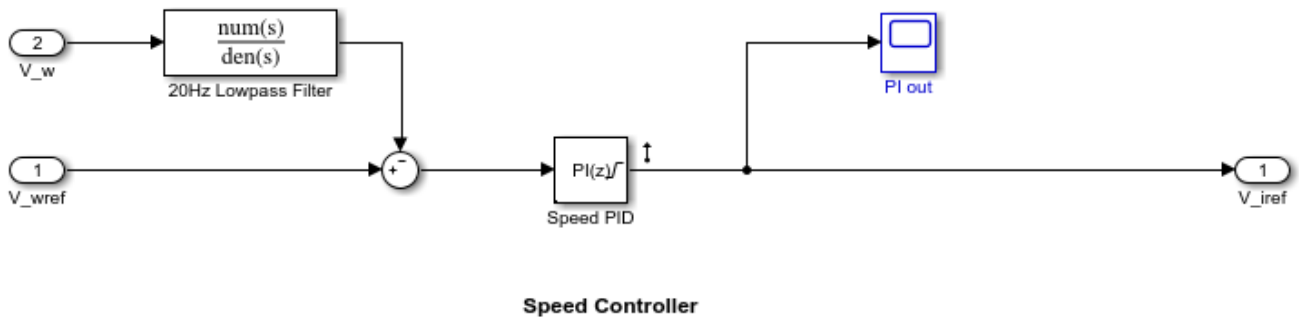 num(s)
den(s)
2
V_w
20Hz Lowpass Filter
PI out
1
V_wref
+
−
PI(z)
Speed PID
1
V_iref
Speed Controller